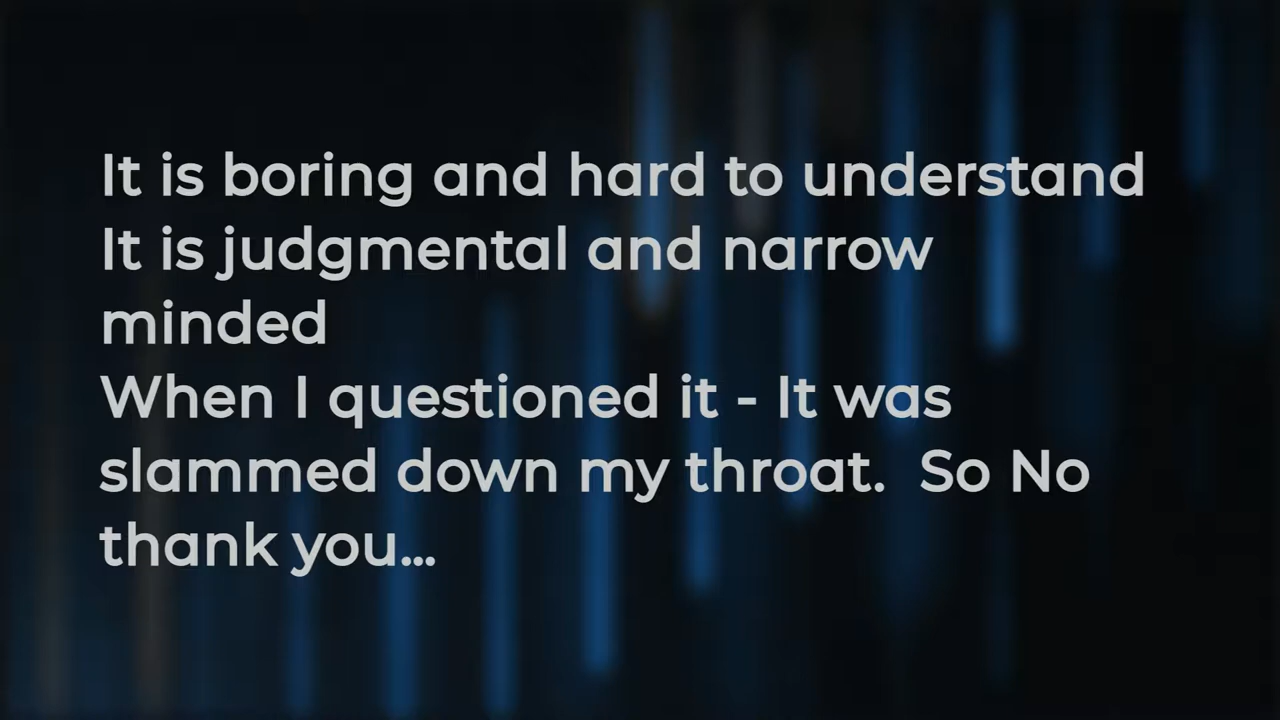 It is boring and hard to understand
It is judgmental and narrow
minded
When I questioned it - It was
slammed down my throat.  So No
thank you...